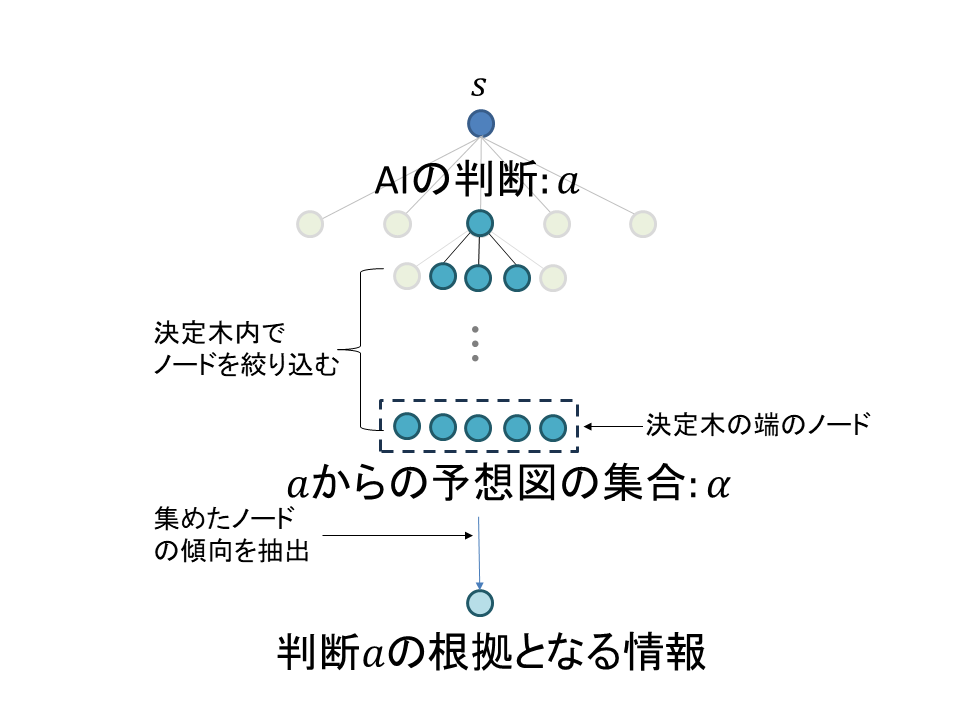 s
AIの判断: a
決定木内で
ノードを絞り込む
決定木の端のノード
aからの予想図の集合: α
集めたノード
の傾向を抽出
判断aの根拠となる情報